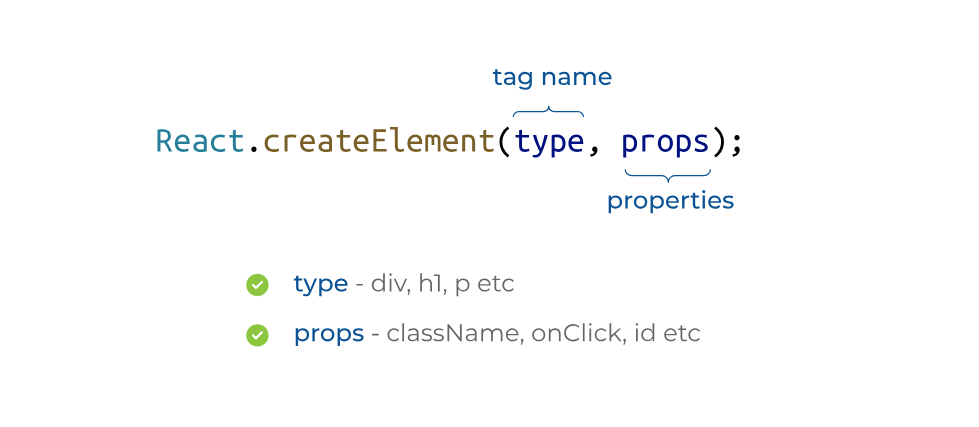 tag name
React.createElement(type, props);
properties
type - div, h1, p etc
props - className, onClick, id etc